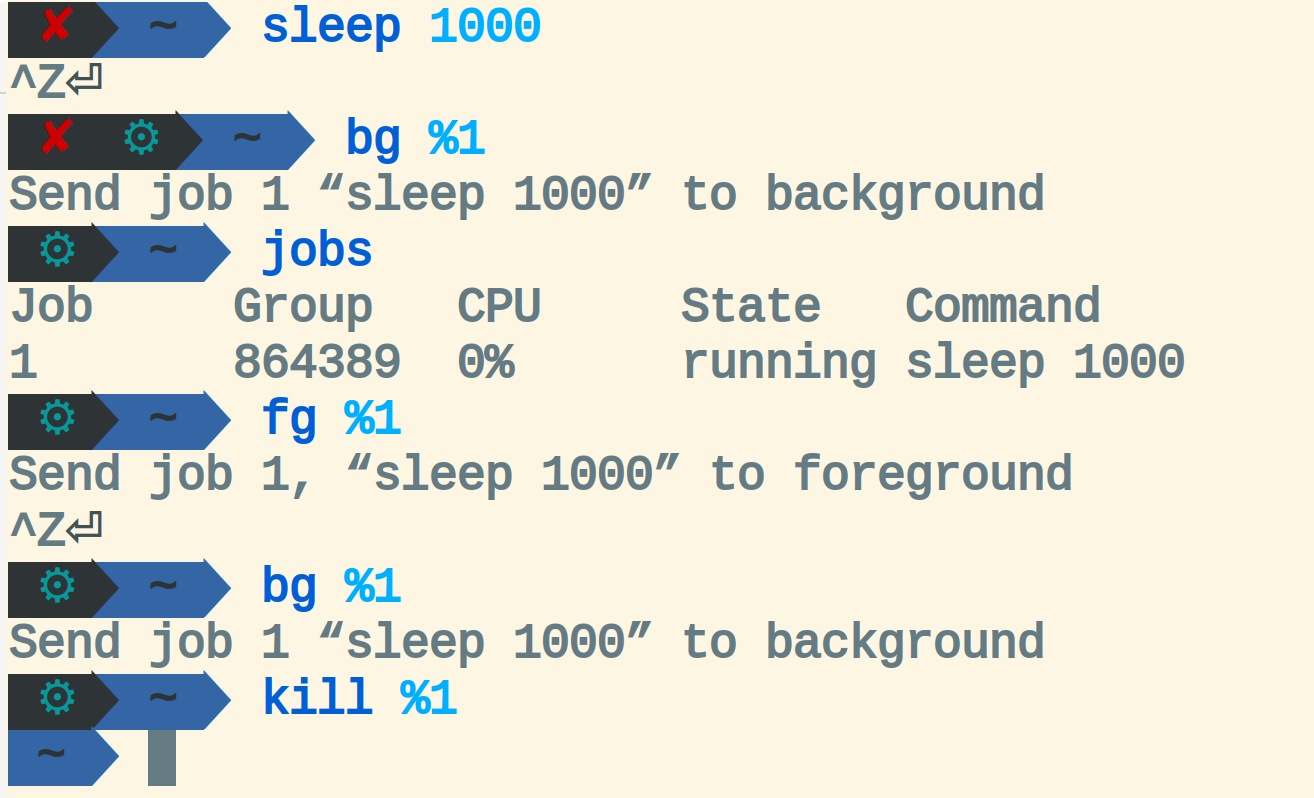 ✘ ~ sleep 1000
^Z⏎
✘ ⚙ ~ bg %1
Send job 1 “sleep 1000” to background
⚙ ~ jobs
Job Group CPU State Command
1 864389 0% running sleep 1000
⚙ ~ fg %1
Send job 1, “sleep 1000” to foreground
^Z⏎
⚙ ~ bg %1
Send job 1 “sleep 1000” to background
⚙ ~ kill %1
~